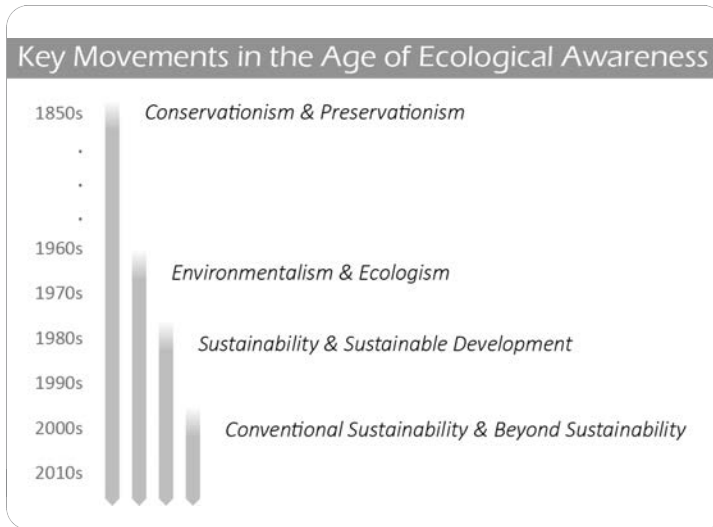 Key Movements in the Age of Ecological Awareness
1850s Conservationism & Preservationism
.
.
.
1960s
Environmentalism & Ecologism
1970s
1980s Sustainability & Sustainable Development
1990s
2000s Conventional Sustainability & Beyond Sustainability
2010s